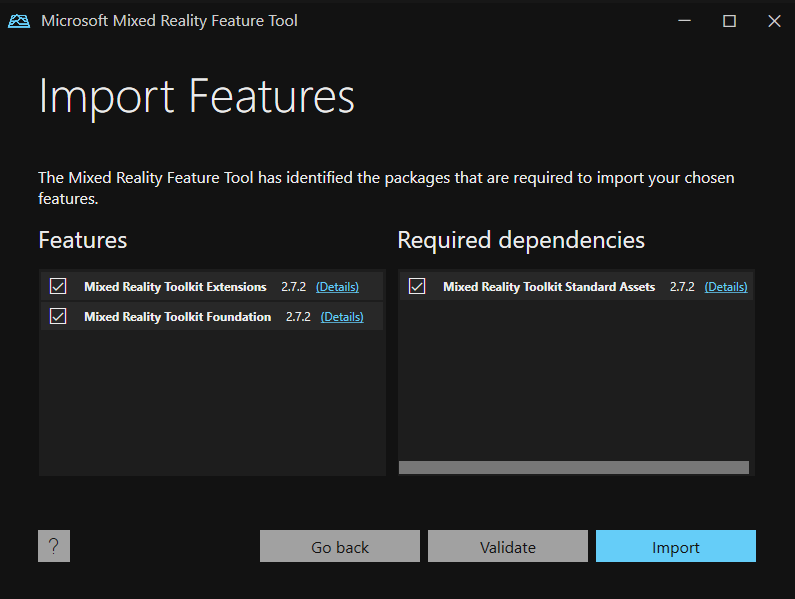 Microsoft Mixed Reality Feature Tool
Import Features
The Mixed Reality Feature Tool has identified the packages that are required to import your chosen
features.
Features
Mixed Reality Toolkit Extensions 2.7.2 (Details)
Mixed Reality Toolkit Foundation 2.7.2 (Details)
Required dependencies
Mixed Reality Toolkit Standard Assets 2.7.2 (Details)
?
Go back
Validate
Import